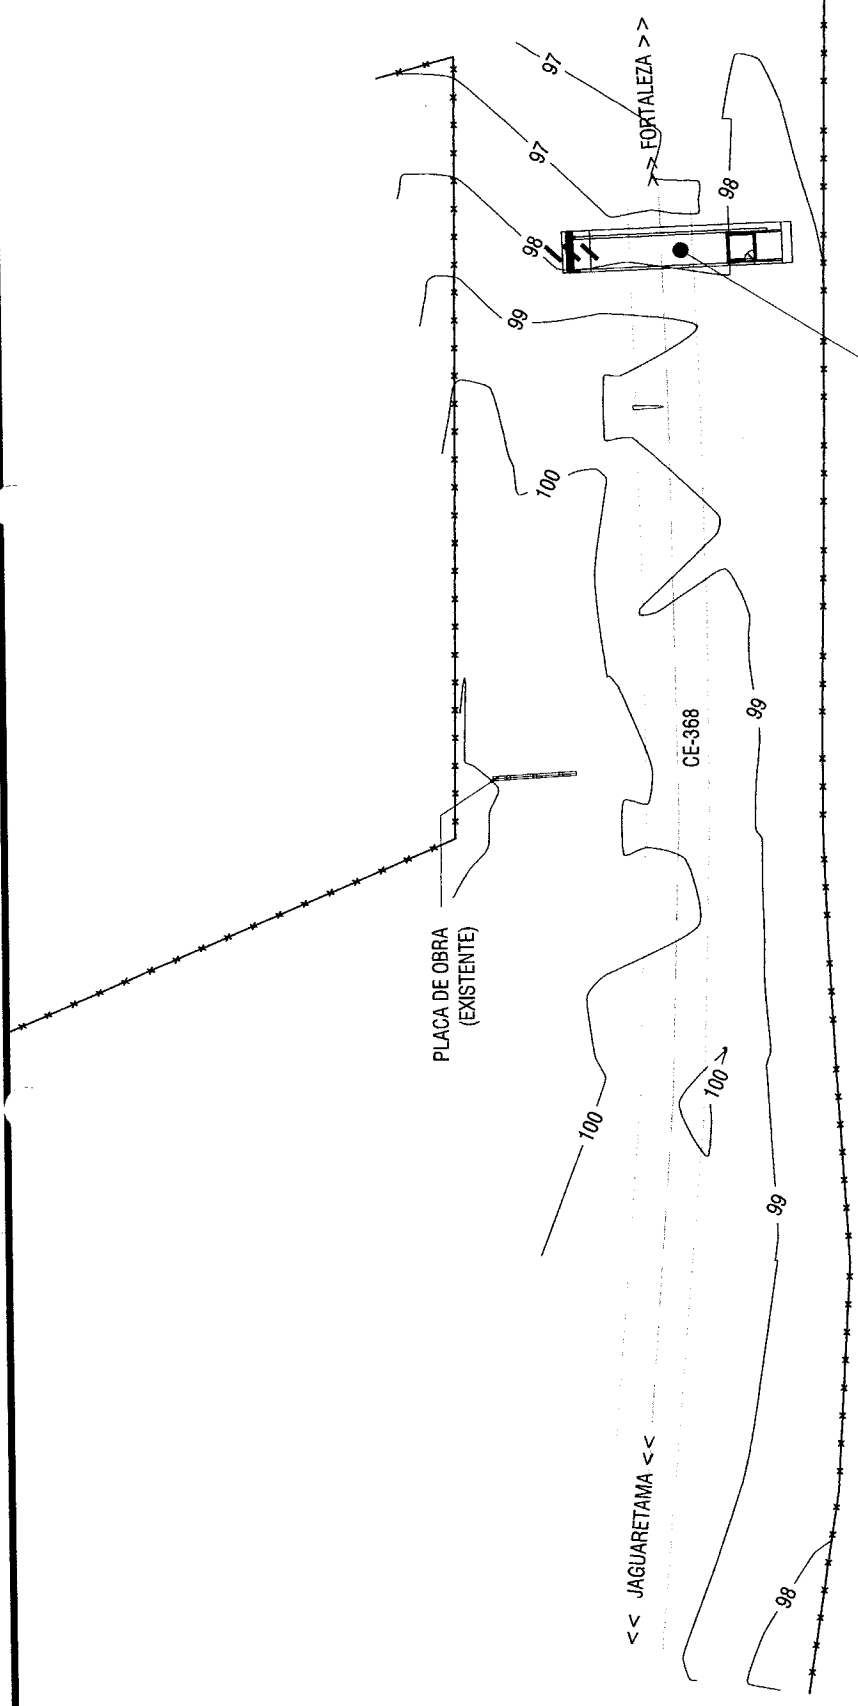 97
>> FORTALEZA >>
97
98
98
99
100
99
CE-368
PLACA DE OBRA
(EXISTENTE)
100
100
99
<< JAGUARETAMA <<
98